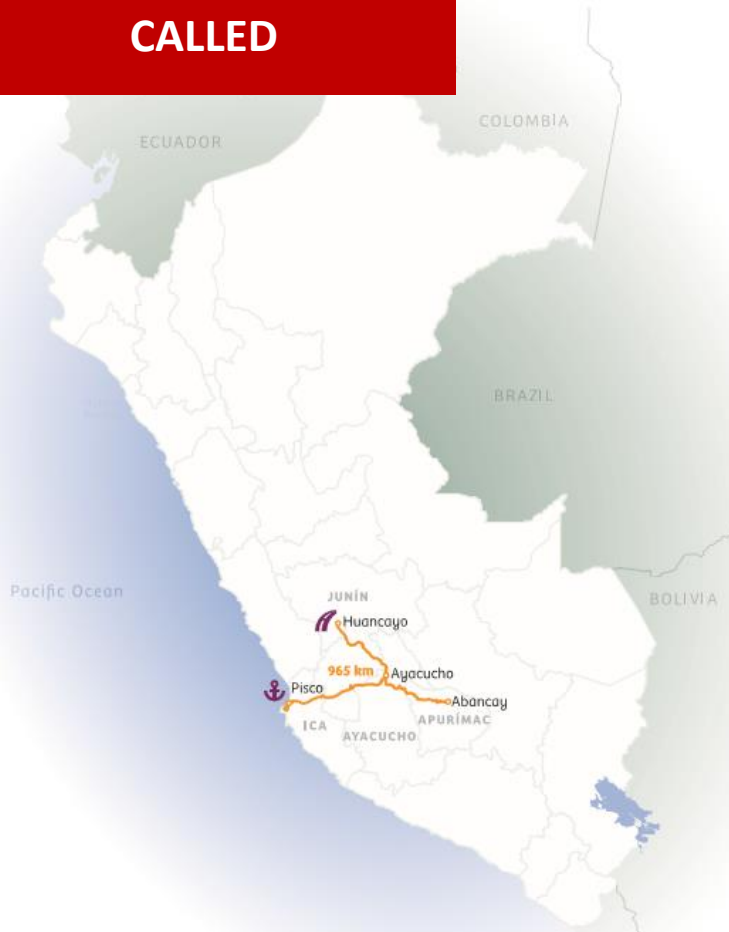 CALLED
COLOMBIA
ECUADOR
BRAZIL
Pacific Ocean
BOLIVIA
JUNÍN
Huancayo
965 km
Ayacucho
Pisco
Abancay
ICA
APURÍMAC
AYACUCHO